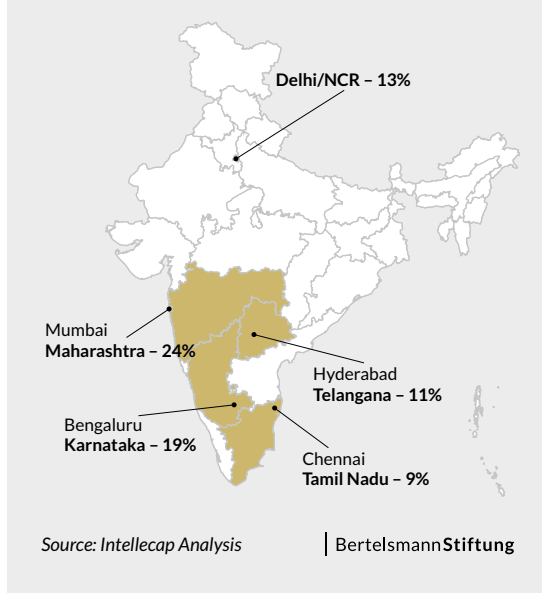 Delhi/NCR – 13%
Mumbai
Maharashtra – 24%
Hyderabad
Telangana – 11%
Bengaluru
Karnataka – 19%
Chennai
Tamil Nadu – 9%
Source: Intellecap Analysis
BertelsmannStiftung